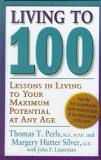 LIVING TO
100
LESSONS IN LIVING TO
YOUR MAXIMUM
POTENTIAL AT
ANY AGE
THOMAS T. PERLS, M.D., M.P.H. and
MARGERY HUTTER SILVER, ED.D.
with JOHN F. LAUERMAN